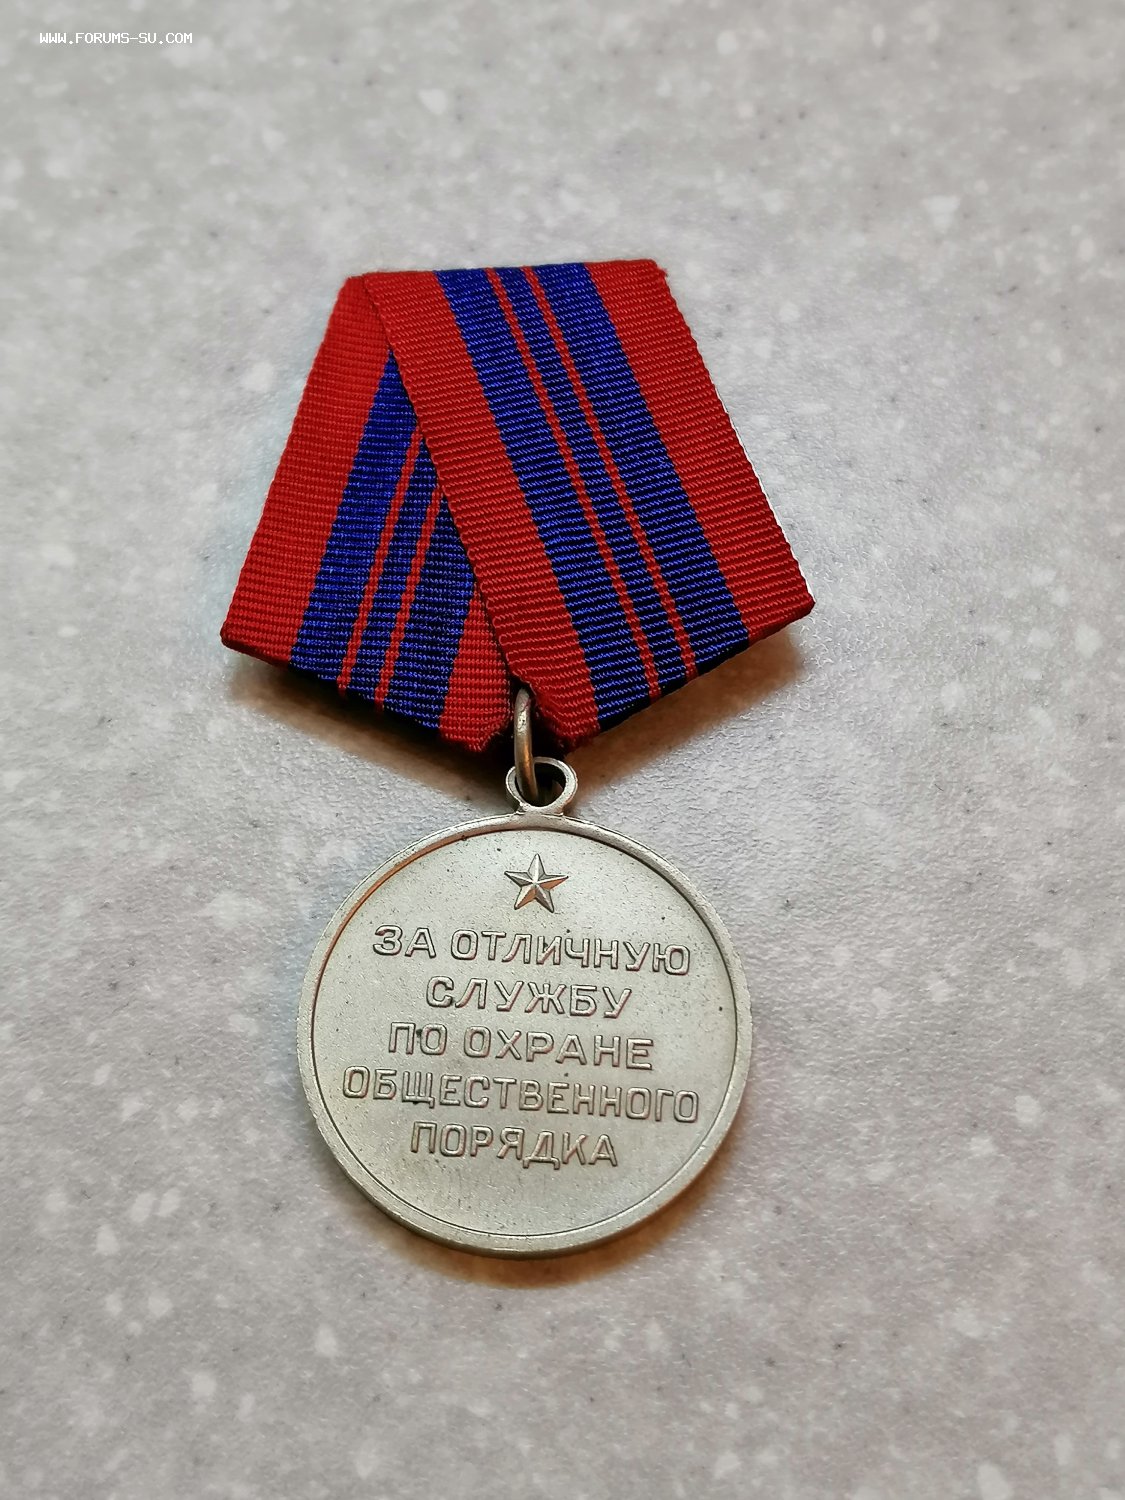 WWW.FORUMS-SU.COM
ЗА ОТЛИЧНУЮ
СЛУЖБУ
ПО ОХРАНЕ
ОБЩЕСТВЕННОГО
ПОРЯДКА